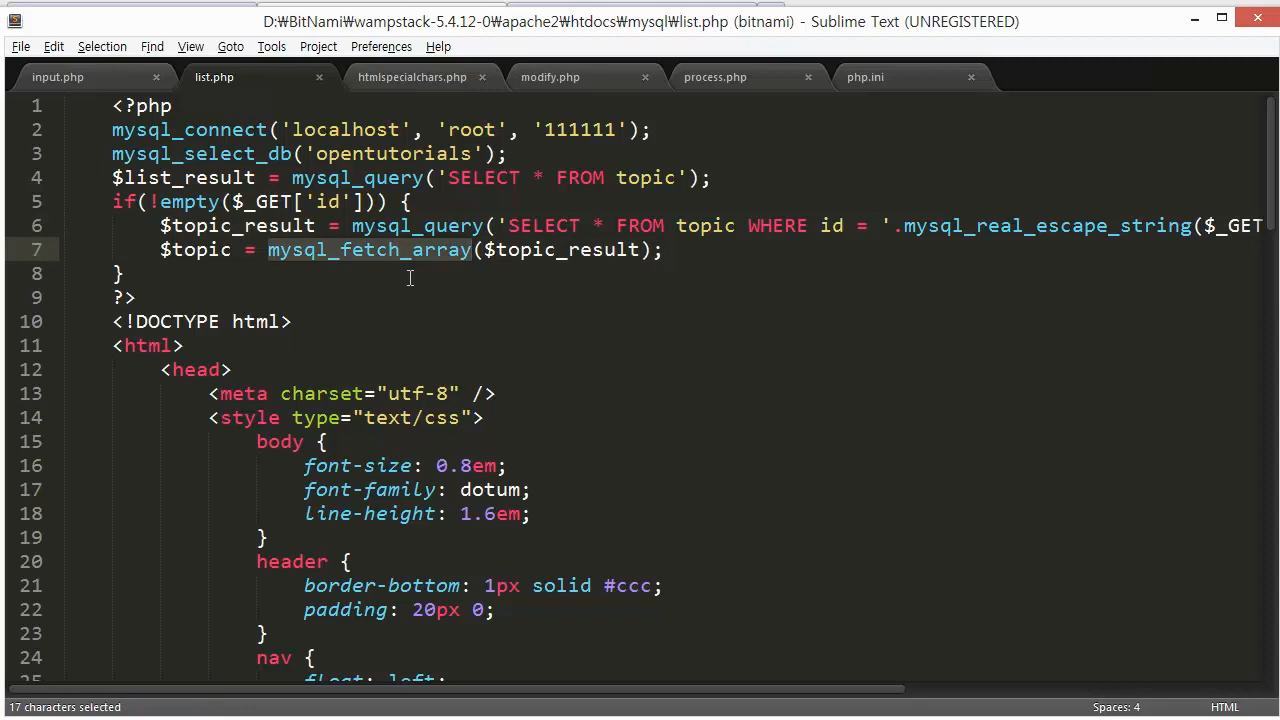 D:₩BitNami₩wampstack-5.4.12-0₩apache2₩htdocs₩mysql₩list.php (bitnami) - Sublime Text (UNREGISTERED)
File Edit Selection Find View Goto Tools Project Preferences Help
input.php × list.php × htmlspecialchars.php × modify.php × process.php × php.ini ×
1 <?php
2 mysql_connect('localhost', 'root', '111111');
3 mysql_select_db('opentutorials');
4 $list_result = mysql_query('SELECT * FROM topic');
5 if(!empty($_GET['id'])) {
6 $topic_result = mysql_query('SELECT * FROM topic WHERE id = '.mysql_real_escape_string($_GET
7 $topic = mysql_fetch_array($topic_result);
8 }
9 ?>
10 <!DOCTYPE html>
11 <html>
12 <head>
13 <meta charset="utf-8" />
14 <style type="text/css">
15 body {
16 font-size: 0.8em;
17 font-family: dotum;
18 line-height: 1.6em;
19 }
20 header {
21 border-bottom: 1px solid #ccc;
22 padding: 20px 0;
23 }
24 nav {
25 float: left;
17 characters selected Spaces: 4 HTML